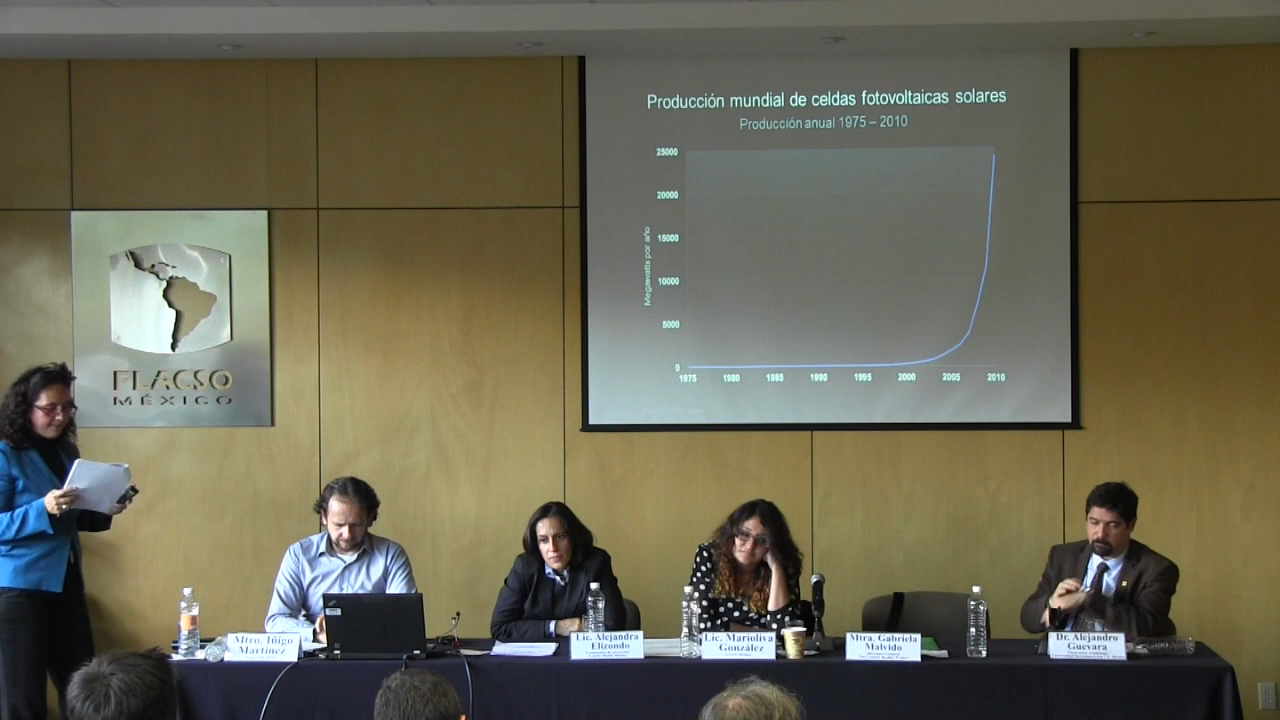 Producción mundial de celdas fotovoltaicas solares
Producción anual 1975 – 2010
Megawatts por año
25000
20000
15000
10000
5000
0
1975 1980 1985 1990 1995 2000 2005 2010
FLACSO
MÉXICO
Mtro. Iñigo
Martínez
Lic. Alejandra
Elizondo
Lic. Marioliva
González
Mtra. Gabriela
Malvido
Dr. Alejandro
Guevara